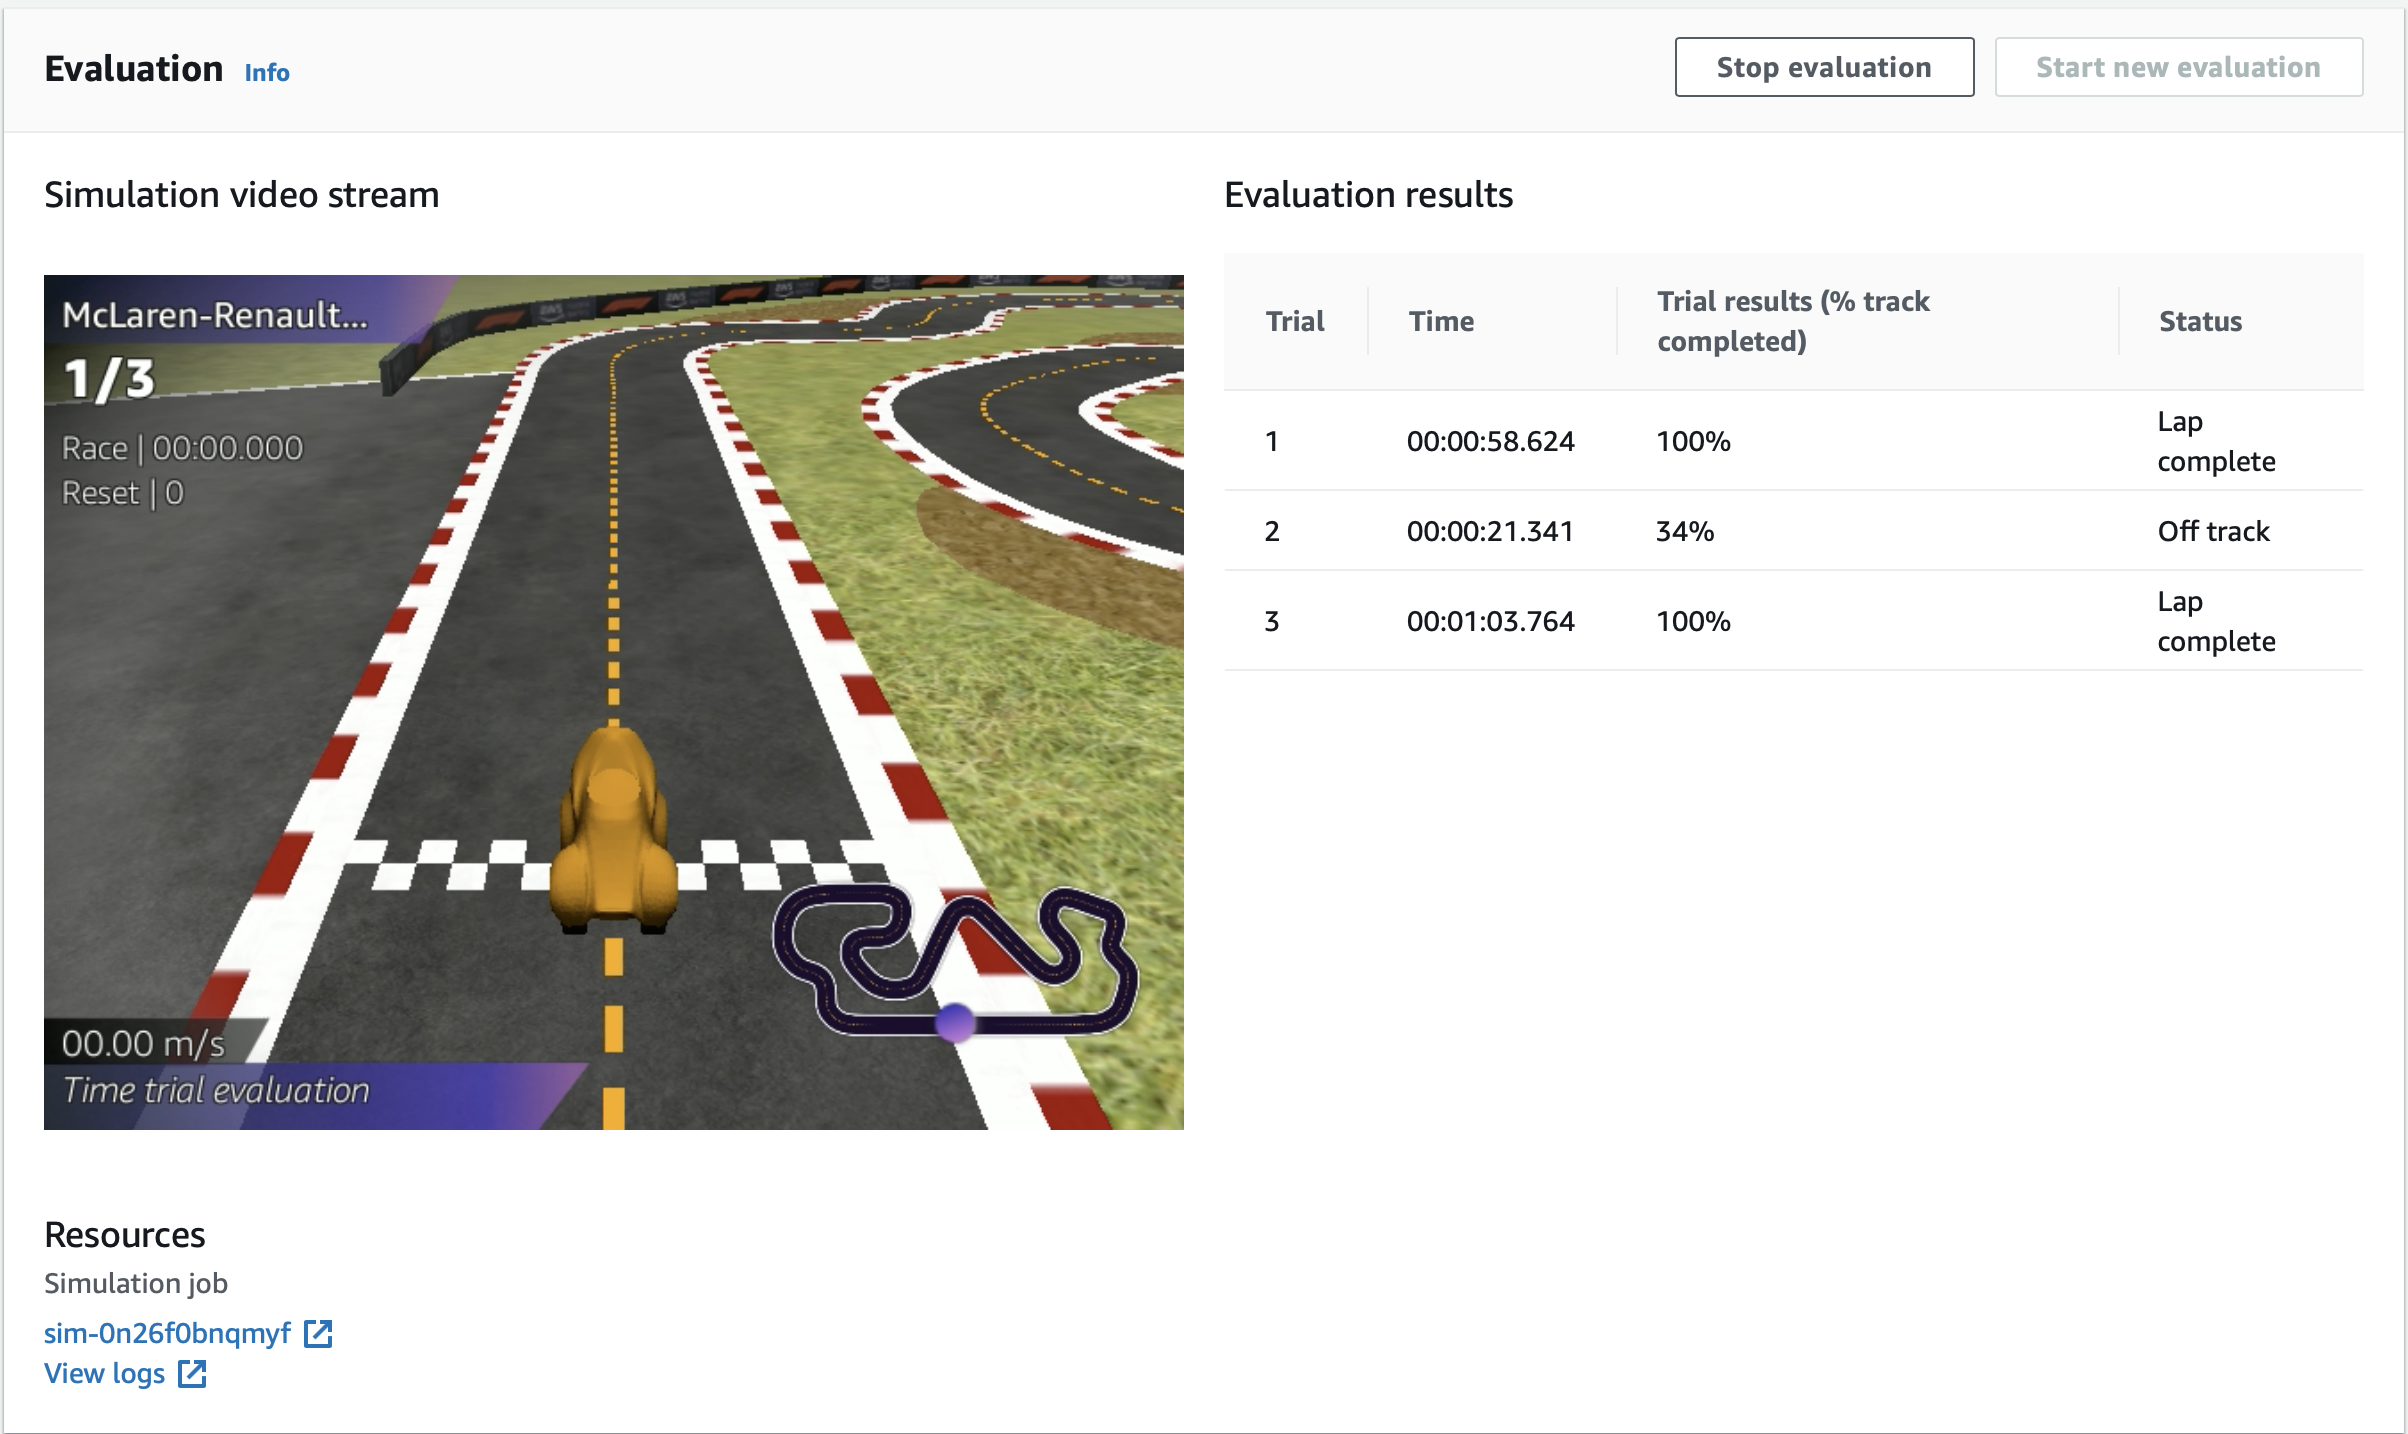 Evaluation Info
Stop evaluation
Start new evaluation
Simulation video stream
McLaren-Renault...
1/3
Race | 00:00.000
Reset | 0
aws
aws
aws
00.00 m/s
Time trial evaluation
Evaluation results
Trial
Time
Trial results (% track
completed)
Status
1
00:00:58.624
100%
Lap
complete
2
00:00:21.341
34%
Off track
3
00:01:03.764
100%
Lap
complete
Resources
Simulation job
sim-0n26f0bnqmyf
View logs